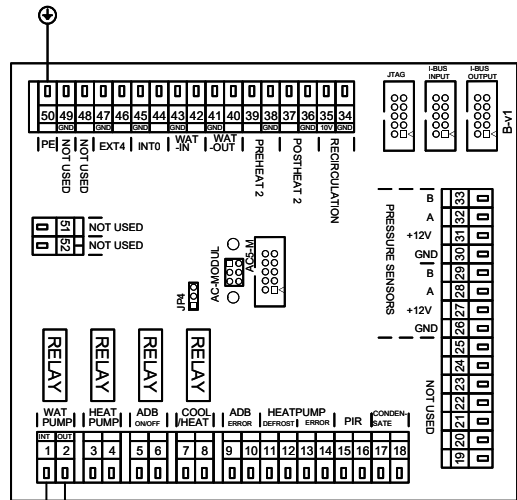 50 49 48 47 46 45 44 43 42 41 40 39 38 37 36 35 34
GND GND GND GND GND GND 10V GND
PE
NOT USED
NOT USED
EXT4
INT0
WAT
-IN
WAT
-OUT
PREHEAT 2
POSTHEAT 2
RECIRCULATION
JTAG
I-BUS
INPUT
I-BUS
OUTPUT
B-v1
51 NOT USED
52 NOT USED
AC-MODUL
AC5-M
JP4
PRESSURE SENSORS
B 33
A 32
+12V 31
GND 30
B 29
A 28
+12V 27
GND 26
25
24
23
22
21
20
19
NOT USED
RELAY RELAY RELAY RELAY
WAT
PUMP
HEAT
PUMP
ADB
ON/OFF
COOL
/HEAT
ADB
ERROR
HEATPUMP
DEFROST ERROR
PIR
CONDEN-
SATE
INT OUT
1 2 3 4 5 6 7 8 9 10 11 12 13 14 15 16 17 18